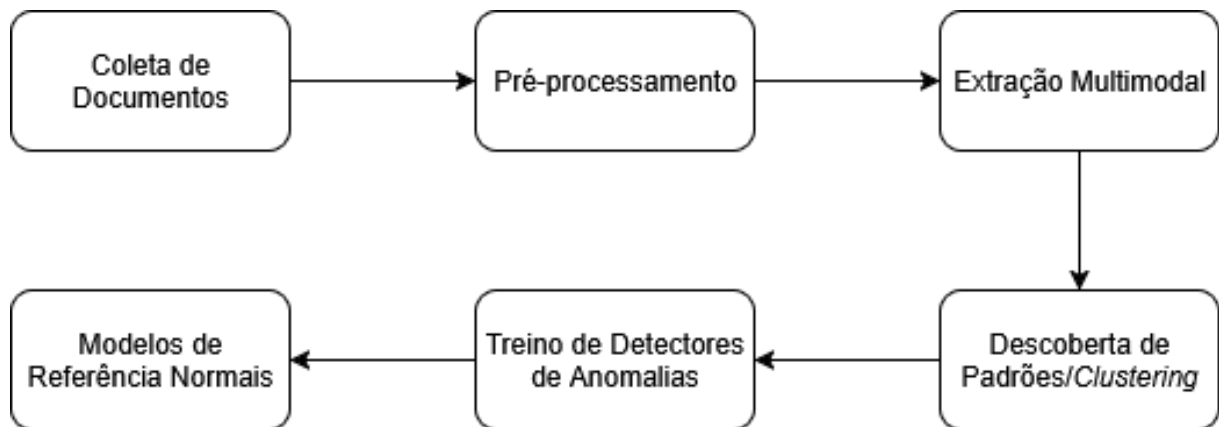 Coleta de
Documentos
Pré-processamento
Extração Multimodal
Modelos de
Referência Normais
Treino de Detectores
de Anomalias
Descoberta de
Padrões/Clustering